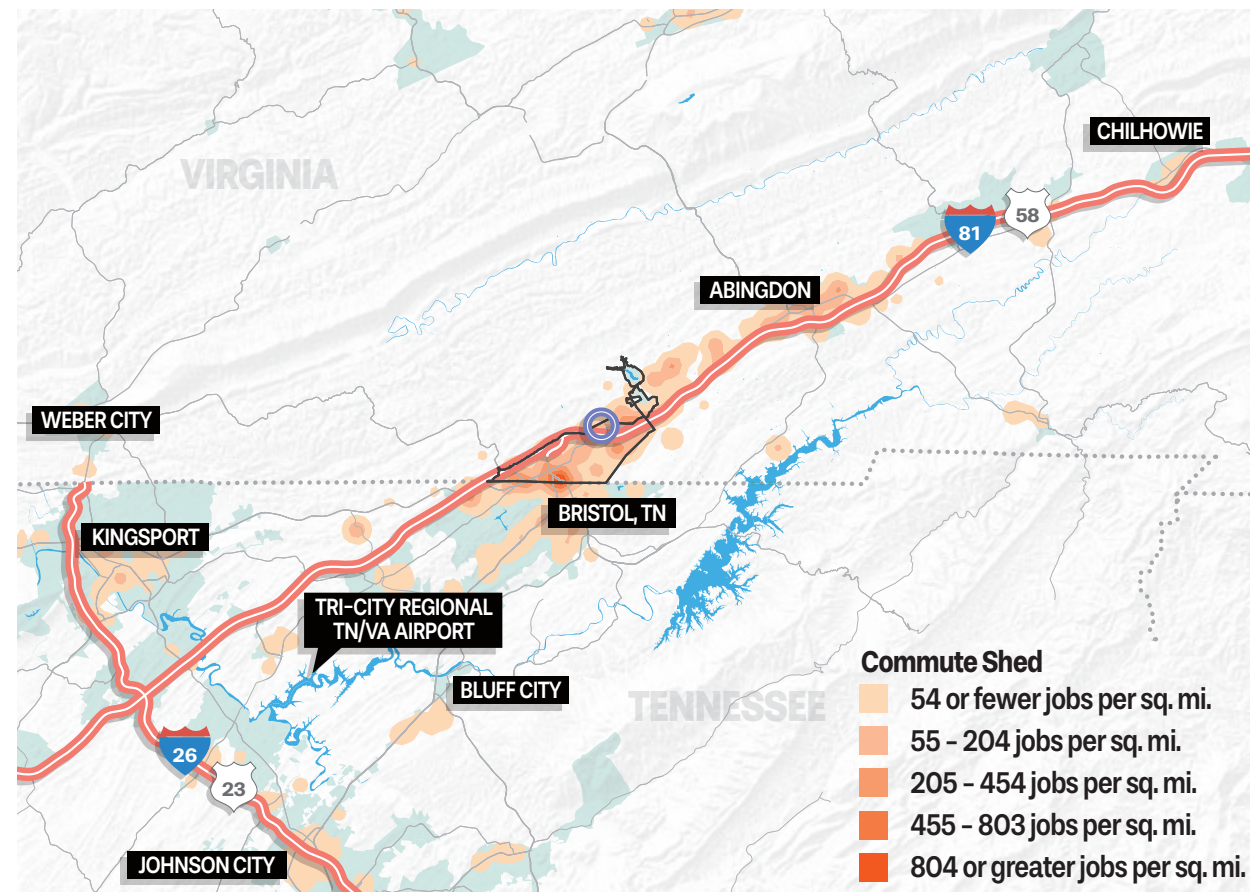 CHILHOWIE
VIRGINIA
58
81
ABINGDON
WEBER CITY
BRISTOL, TN
KINGSPORT
TRI-CITY REGIONAL
TN/VA AIRPORT
BLUFF CITY
TENNESSEE
26
23
JOHNSON CITY
Commute Shed
54 or fewer jobs per sq. mi.
55 - 204 jobs per sq. mi.
205 - 454 jobs per sq. mi.
455 - 803 jobs per sq. mi.
804 or greater jobs per sq. mi.